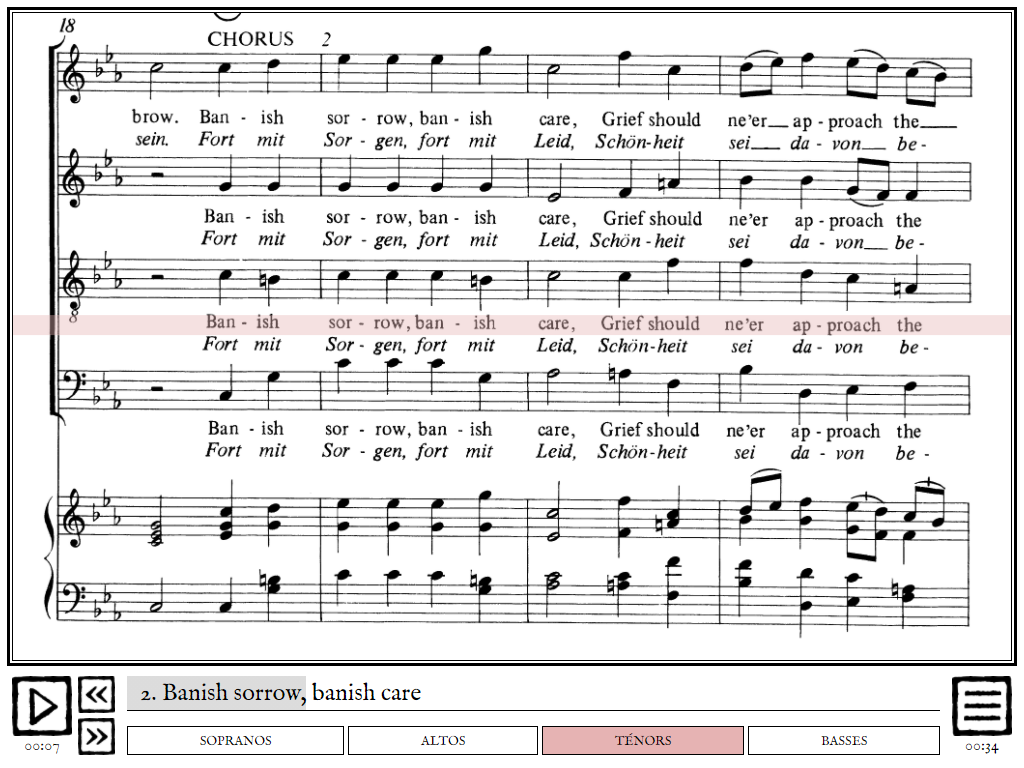 18
CHORUS 2
brow. Ban - ish sor - row, ban - ish care, Grief should ne'er__ ap - proach the____
sein. Fort mit Sor - gen, fort mit Leid, Schön-heit sei___ da - von__ be -
Ban - ish sor - row, ban - ish care, Grief should ne'er ap - proach the
Fort mit Sor - gen, fort mit Leid, Schön - heit sei da - von__ be -
8
Ban - ish sor - row, ban - ish care, Grief should ne'er ap - proach the
Fort mit Sor - gen, fort mit Leid, Schön-heit sei da - von be -
Ban - ish sor - row, ban - ish care, Grief should ne'er ap - proach the
Fort mit Sor - gen, fort mit Leid, Schön-heit sei da - von be -
2. Banish sorrow, banish care
00:07 SOPRANOS ALTOS TÉNORS BASSES 00:34